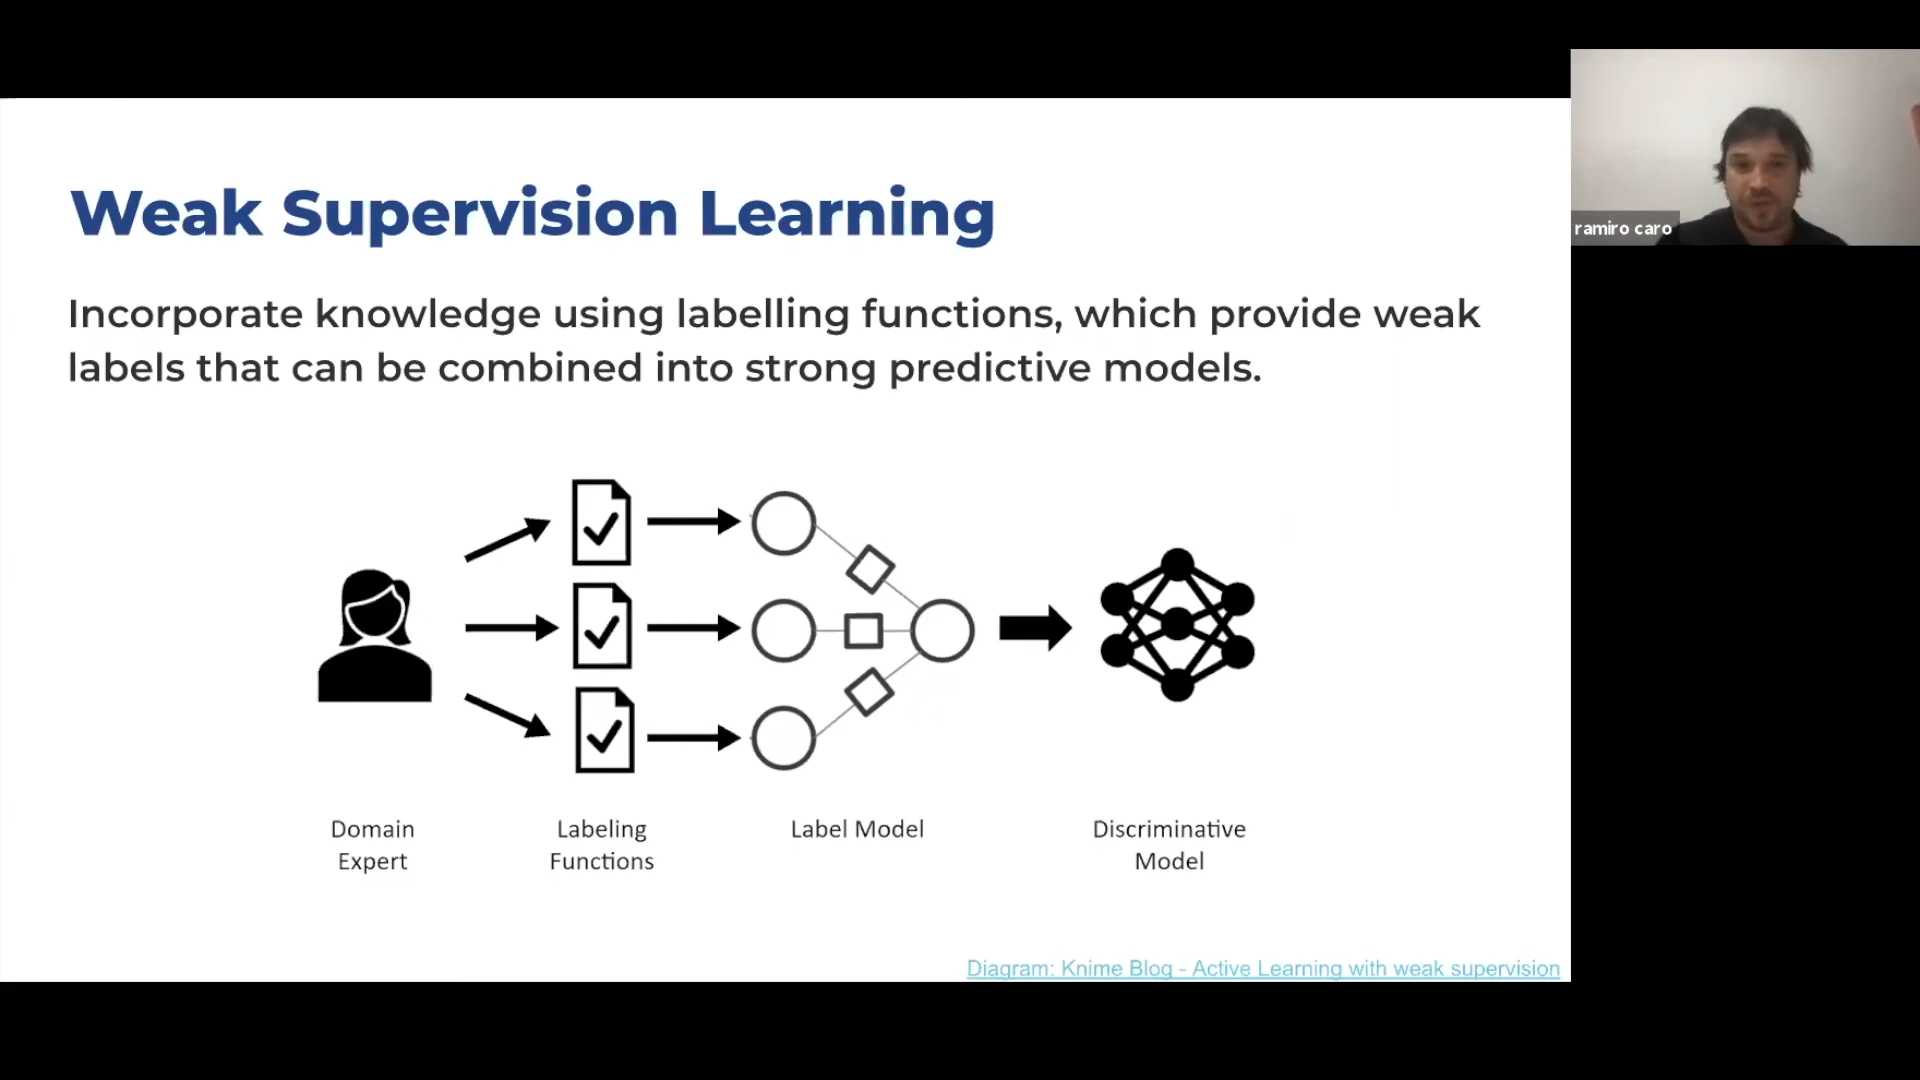 Weak Supervision Learning
ramiro caro
Incorporate knowledge using labelling functions, which provide weak
labels that can be combined into strong predictive models.
Domain
Expert
Labeling
Functions
Label Model
Discriminative
Model
Diagram: Knime Blog - Active Learning with weak supervision